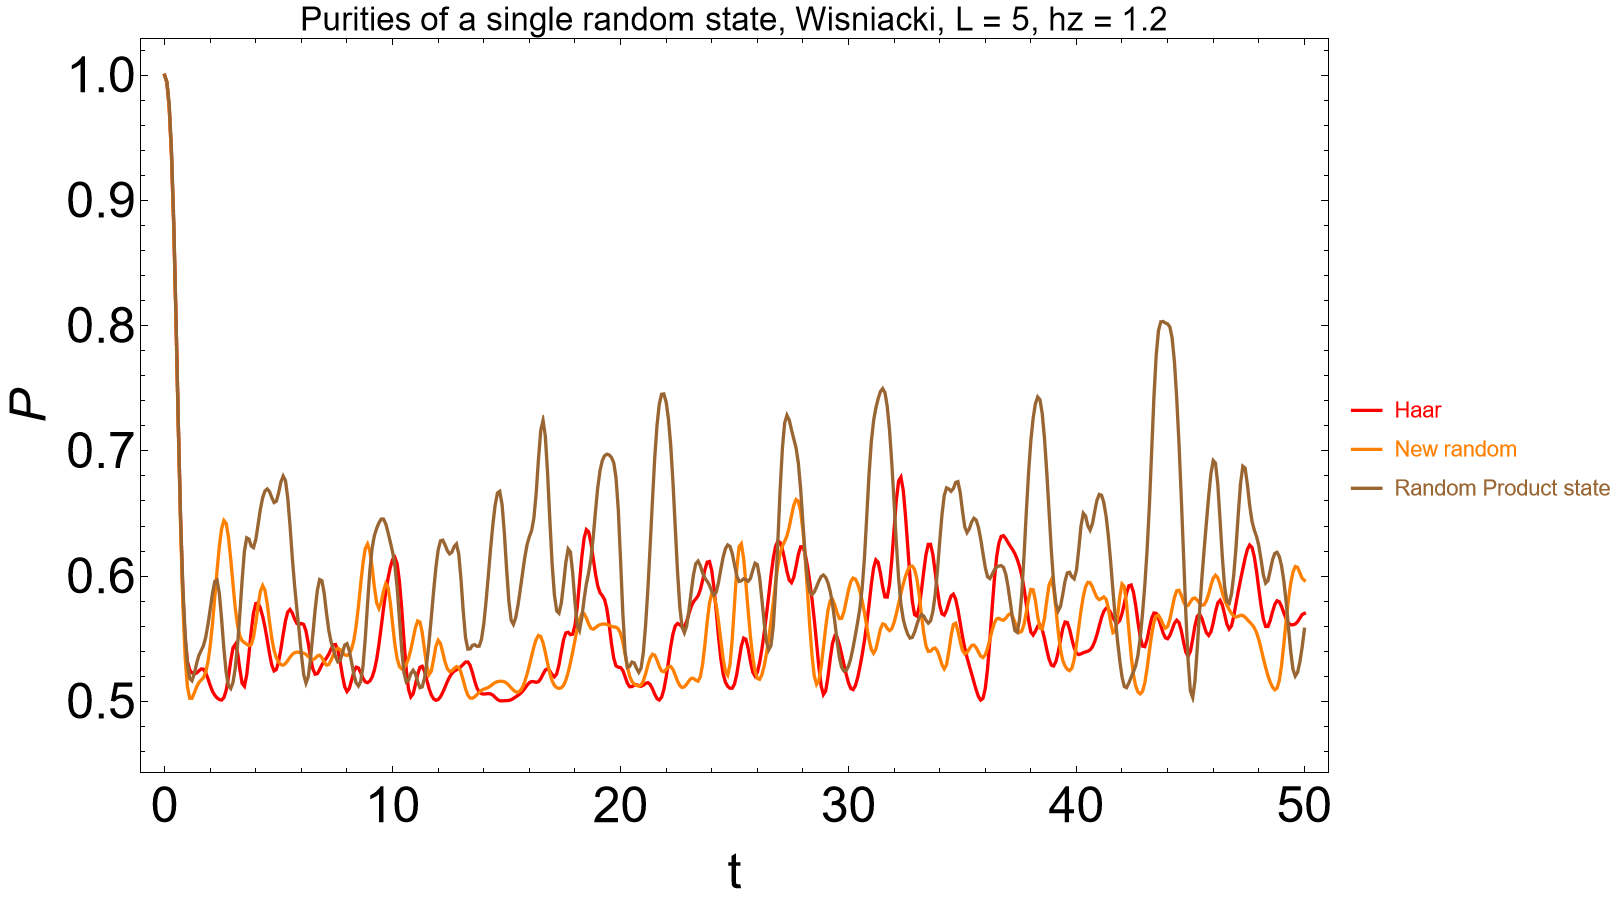 Purities of a single random state, Wisniacki, L = 5, hz = 1.2
1.0
0.9
0.8
0.7
0.6
0.5
P
0 10 20 30 40 50
t
Haar
New random
Random Product state